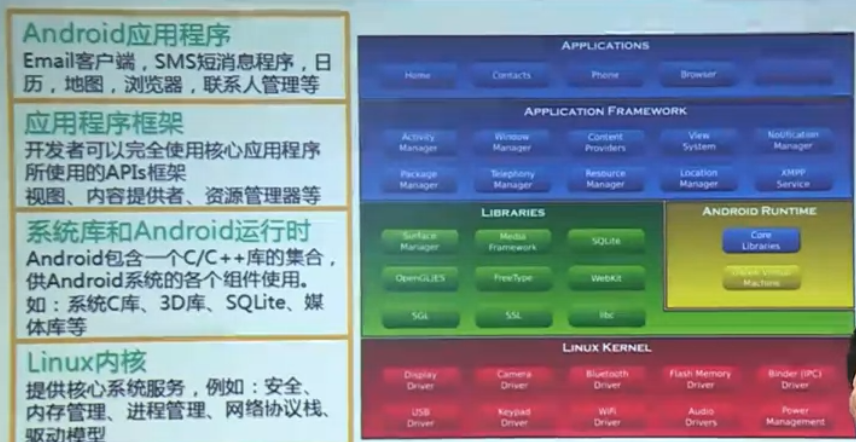 Android应用程序
Email客户端，SMS短消息程序，日
历，地图，浏览器，联系人管理等
应用程序框架
开发者可以完全使用核心应用程序
所使用的APIs框架
视图、内容提供者、资源管理器等
系统库和Android运行时
Android包含一个C/C++库的集合，
供Android系统的各个组件使用。
如：系统C库、3D库、SQLite、媒
体库等
Linux内核
提供核心系统服务，例如：安全、
内存管理、进程管理、网络协议栈、
驱动模型
APPLICATIONS
Home Contacts Phone Browser
APPLICATION FRAMEWORK
Activity Manager Window Manager Content Providers View System Notification Manager
Package Manager Telephony Manager Resource Manager Location Manager XMPP Service
LIBRARIES
Surface Manager Media Framework SQLite
OpenGL|ES FreeType WebKit
SGL SSL libc
ANDROID RUNTIME
Core Libraries
Dalvik Virtual Machine
LINUX KERNEL
Display Driver Camera Driver Bluetooth Driver Flash Memory Driver Binder (IPC) Driver
USB Driver Keypad Driver WiFi Driver Audio Drivers Power Management